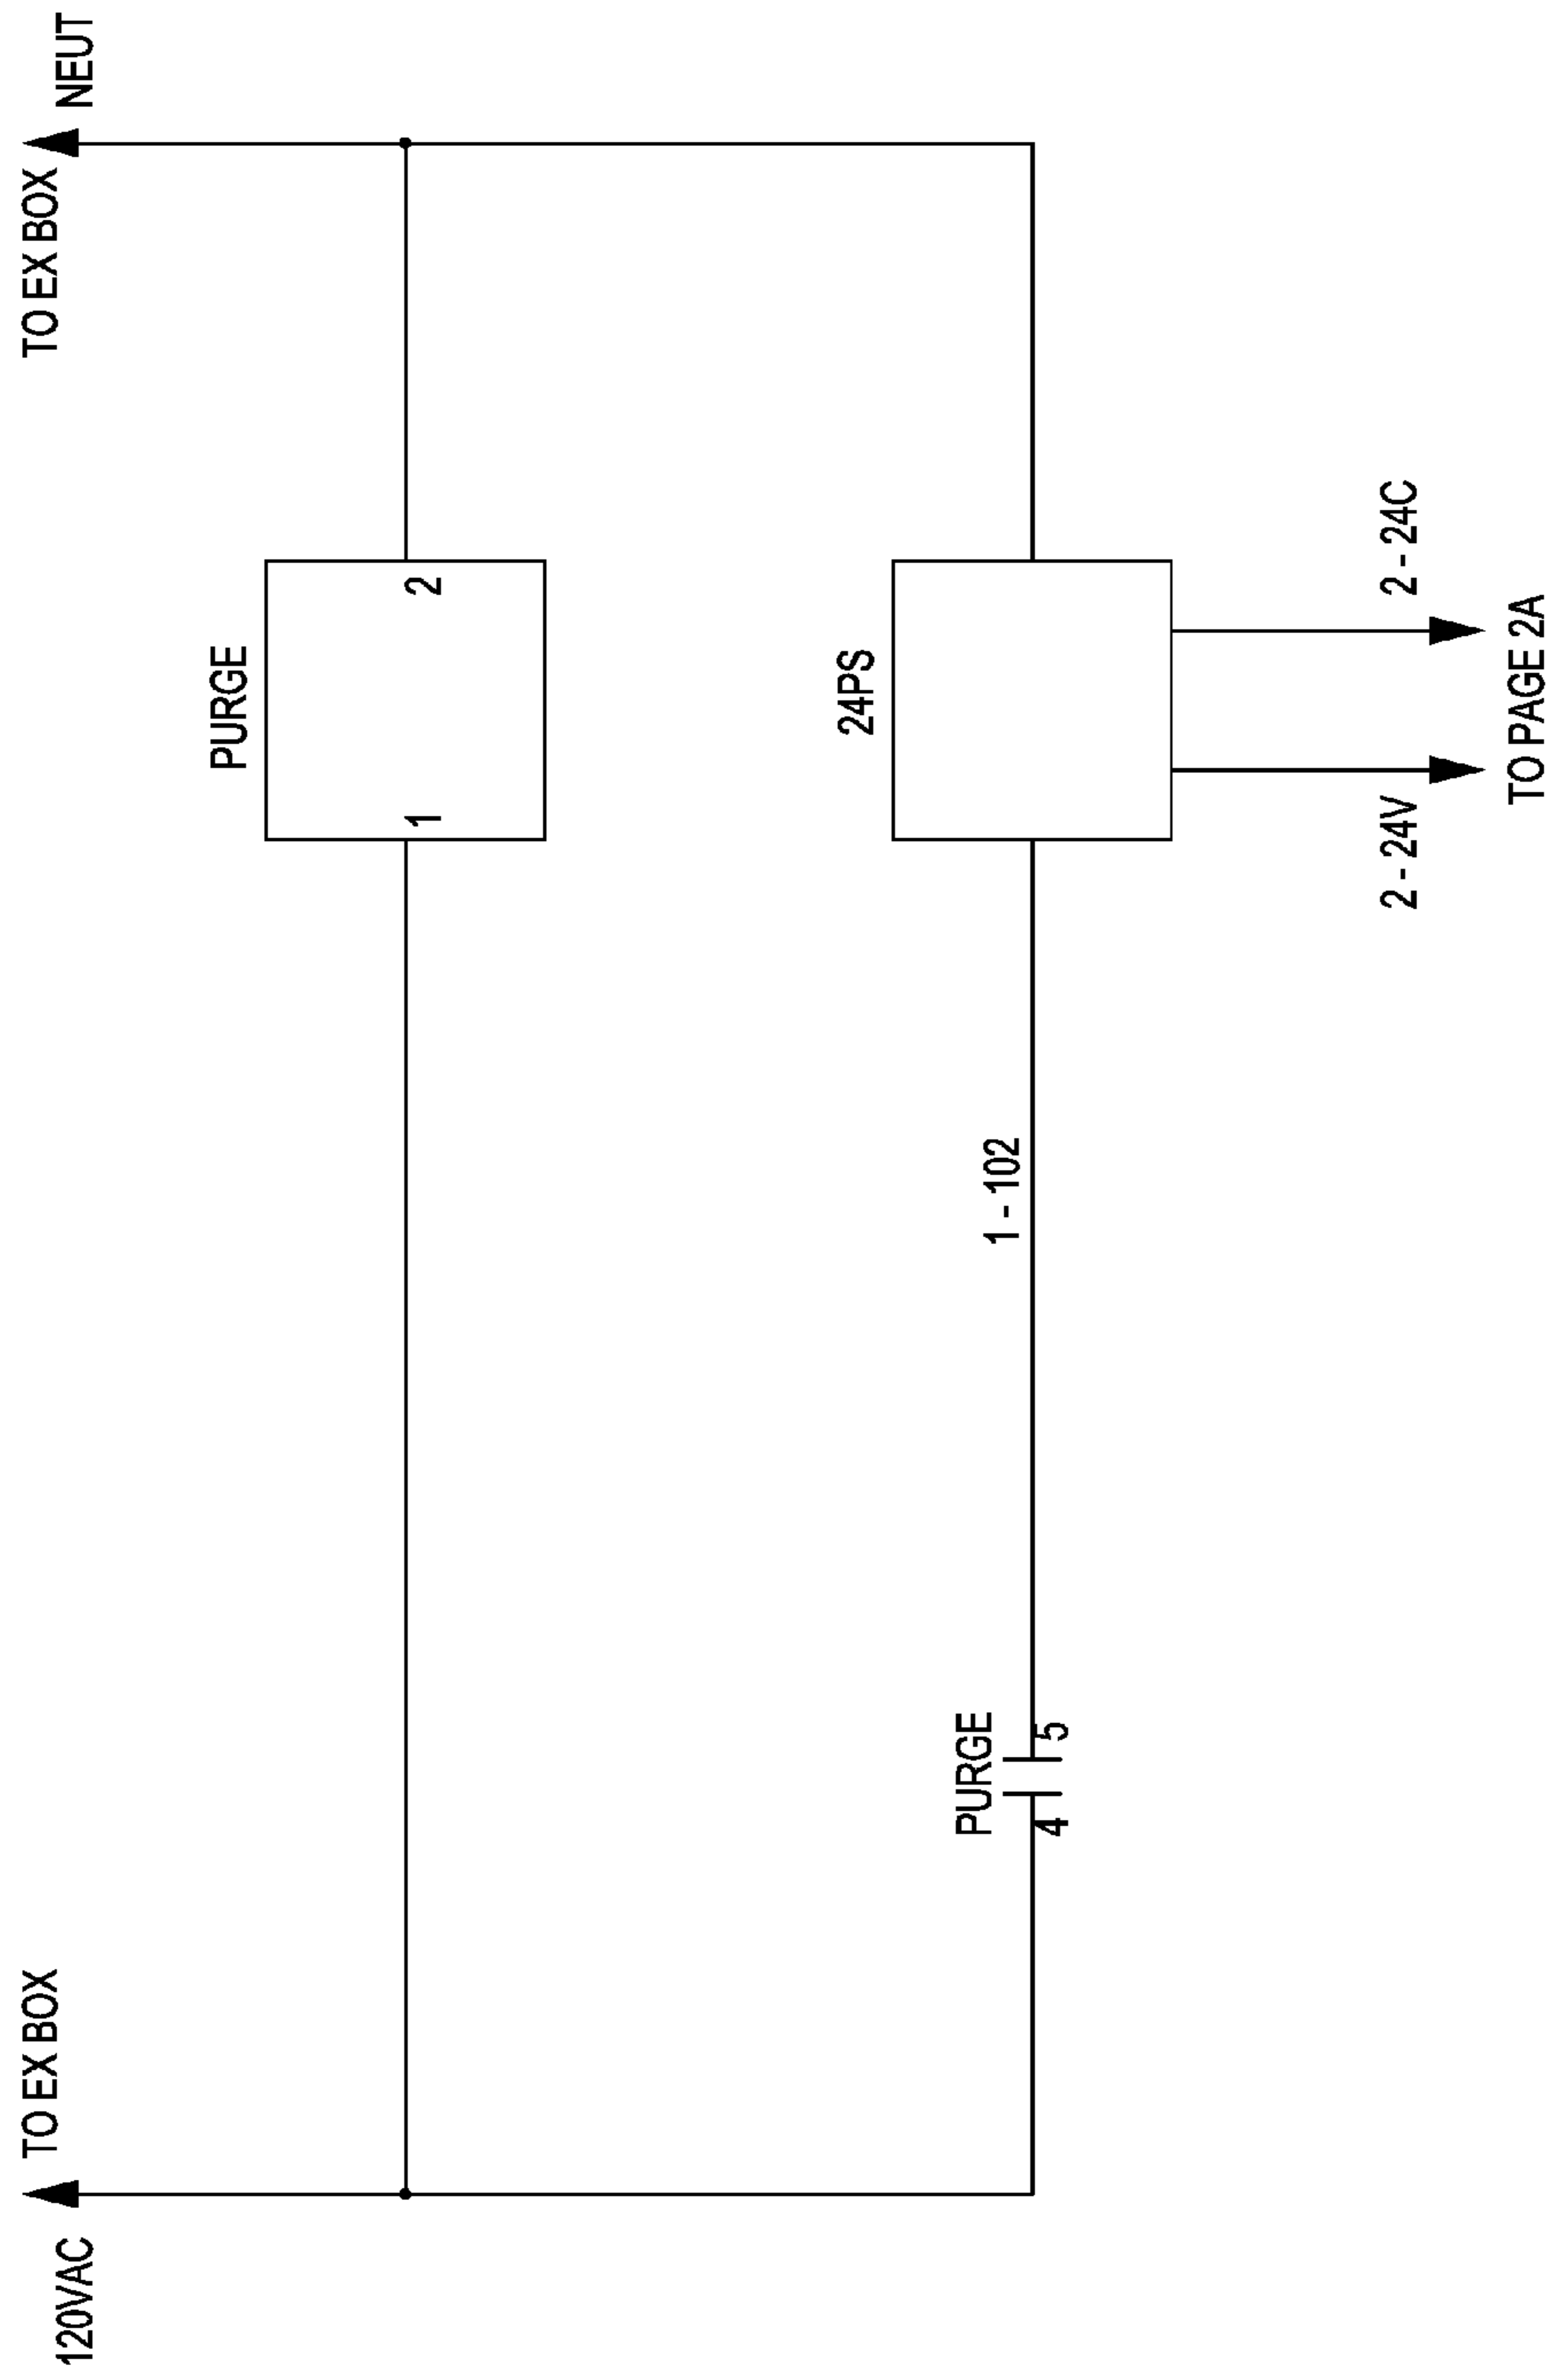 TO EX BOX
TO EX BOX
120VAC
NEUT
PURGE
1
2
24PS
PURGE
1 - 102
4
5
2 - 24V
2 - 24C
TO PAGE 2A